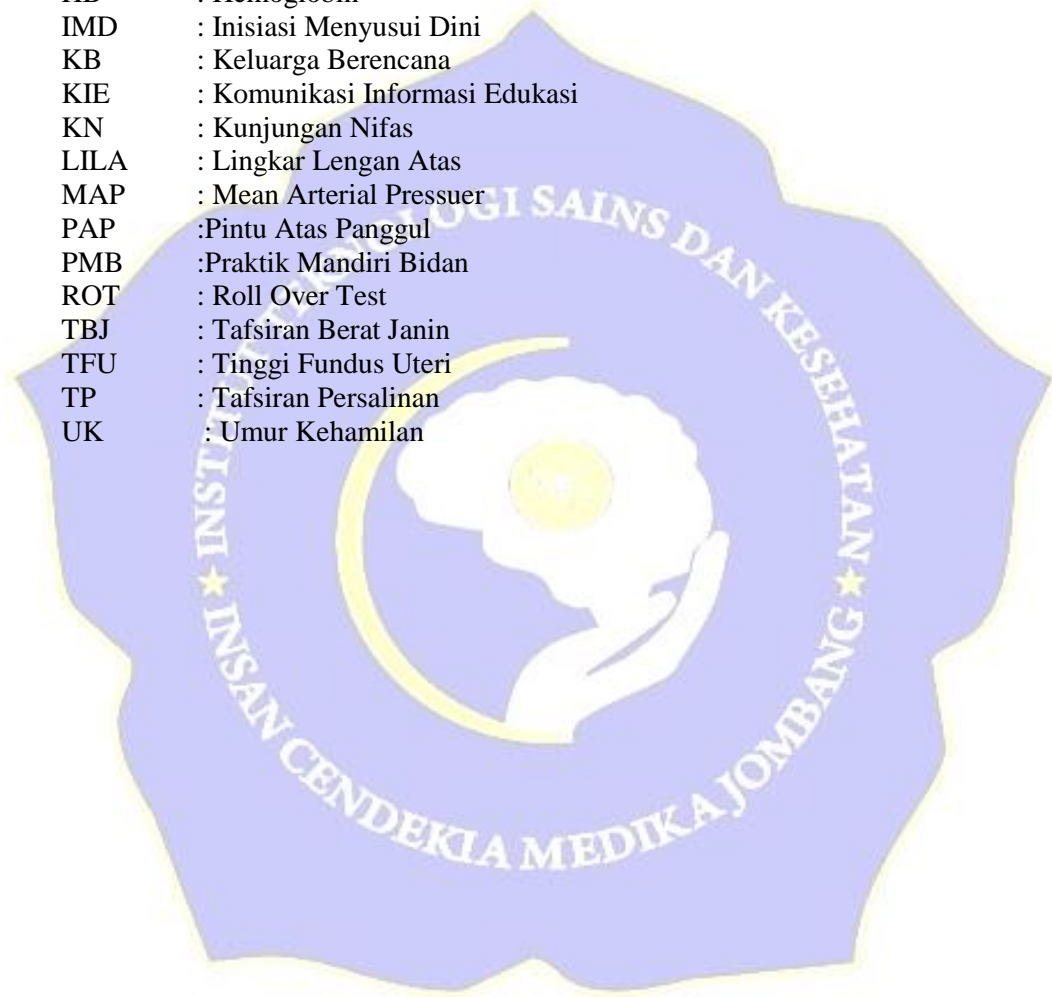 IMD : Inisiasi Menyusui Dini
KB : Keluarga Berencana
KIE : Komunikasi Informasi Edukasi
KN : Kunjungan Nifas
LILA : Lingkar Lengan Atas
MAP : Mean Arterial Pressuer
PAP :Pintu Atas Panggul
PMB :Praktik Mandiri Bidan
ROT : Roll Over Test
TBJ : Tafsiran Berat Janin
TFU : Tinggi Fundus Uteri
TP : Tafsiran Persalinan
UK : Umur Kehamilan
INSTITUT TEKNOLOGI SAINS DAN KESEHATAN
INSAN CENDEKIA MEDIKA JOMBANG